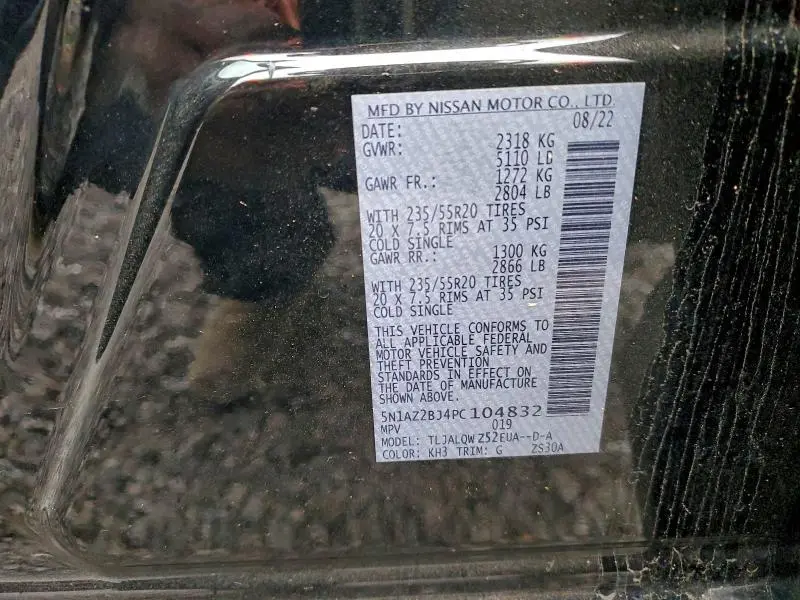 MFD BY NISSAN MOTOR CO., LTD.
DATE: 08/22
GVWR: 2318 KG
5110 LD
GAWR FR.: 1272 KG
2804 LB
WITH 235/55R20 TIRES
20 X 7.5 RIMS AT 35 PSI
COLD SINGLE
GAWR RR.: 1300 KG
2866 LB
WITH 235/55R20 TIRES
20 X 7.5 RIMS AT 35 PSI
COLD SINGLE
THIS VEHICLE CONFORMS TO
ALL APPLICABLE FEDERAL
MOTOR VEHICLE SAFETY AND
THEFT PREVENTION
STANDARDS IN EFFECT ON
THE DATE OF MANUFACTURE
SHOWN ABOVE.
5N1AZ2BJ4PC104832
MPV 019
MODEL: TLJALQW Z52EUA--D-A
COLOR: KH3 TRIM: G ZS30A